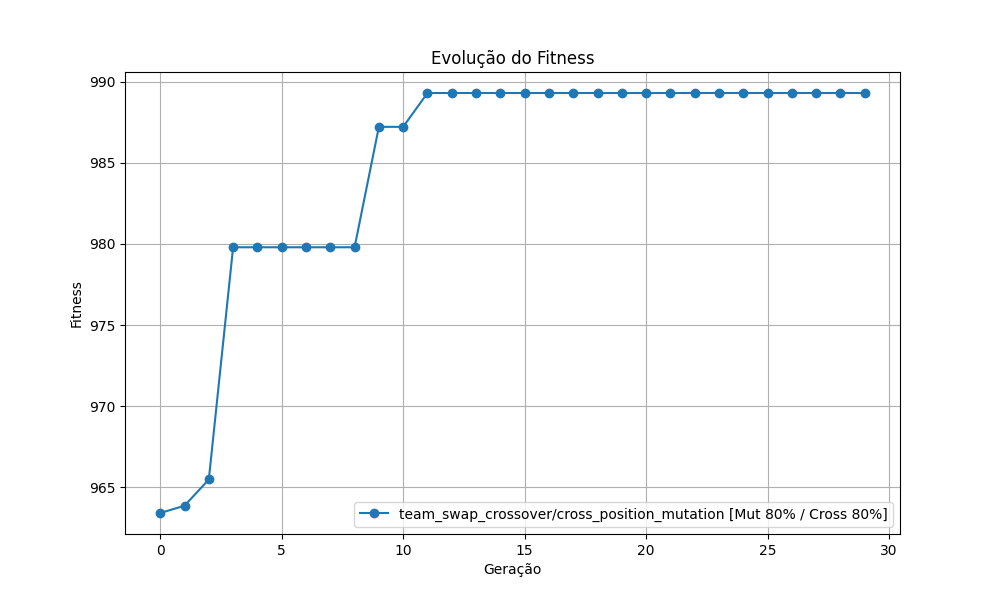 Evolução do Fitness
Fitness
990
985
980
975
970
965
team_swap_crossover/cross_position_mutation [Mut 80% / Cross 80%]
0 5 10 15 20 25 30
Geração